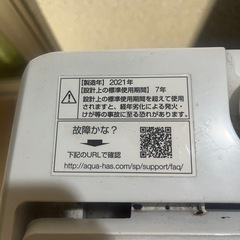 【製造年】2021年
【設計上の標準使用期間】7年
設計上の標準使用期間を超えて使用
されますと、経年劣化による発火・
けが等の事故に至る恐れがあります。
故障かな？
下記のURLで確認
http://aqua-has.com/sp/support/faq/